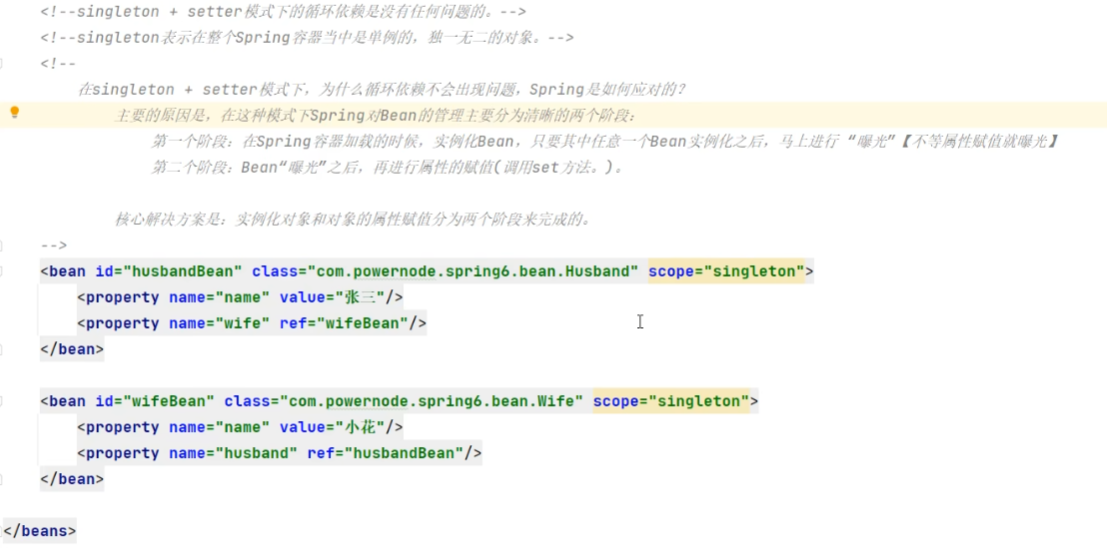 <!--singleton + setter模式下的循环依赖是没有任何问题的。-->
<!--singleton表示在整个Spring容器当中是单例的，独一无二的对象。-->
<!--
在singleton + setter模式下，为什么循环依赖不会出现问题，Spring是如何应对的？
主要的原因是，在这种模式下Spring对Bean的管理主要分为清晰的两个阶段：
第一个阶段：在Spring容器加载的时候，实例化Bean，只要其中任意一个Bean实例化之后，马上进行 “曝光”【不等属性赋值就曝光】
第二个阶段：Bean“曝光”之后，再进行属性的赋值(调用set方法。)。
核心解决方案是：实例化对象和对象的属性赋值分为两个阶段来完成的。
-->
<bean id="husbandBean" class="com.powernode.spring6.bean.Husband" scope="singleton">
<property name="name" value="张三"/>
<property name="wife" ref="wifeBean"/>
</bean>
<bean id="wifeBean" class="com.powernode.spring6.bean.Wife" scope="singleton">
<property name="name" value="小花"/>
<property name="husband" ref="husbandBean"/>
</bean>
</beans>